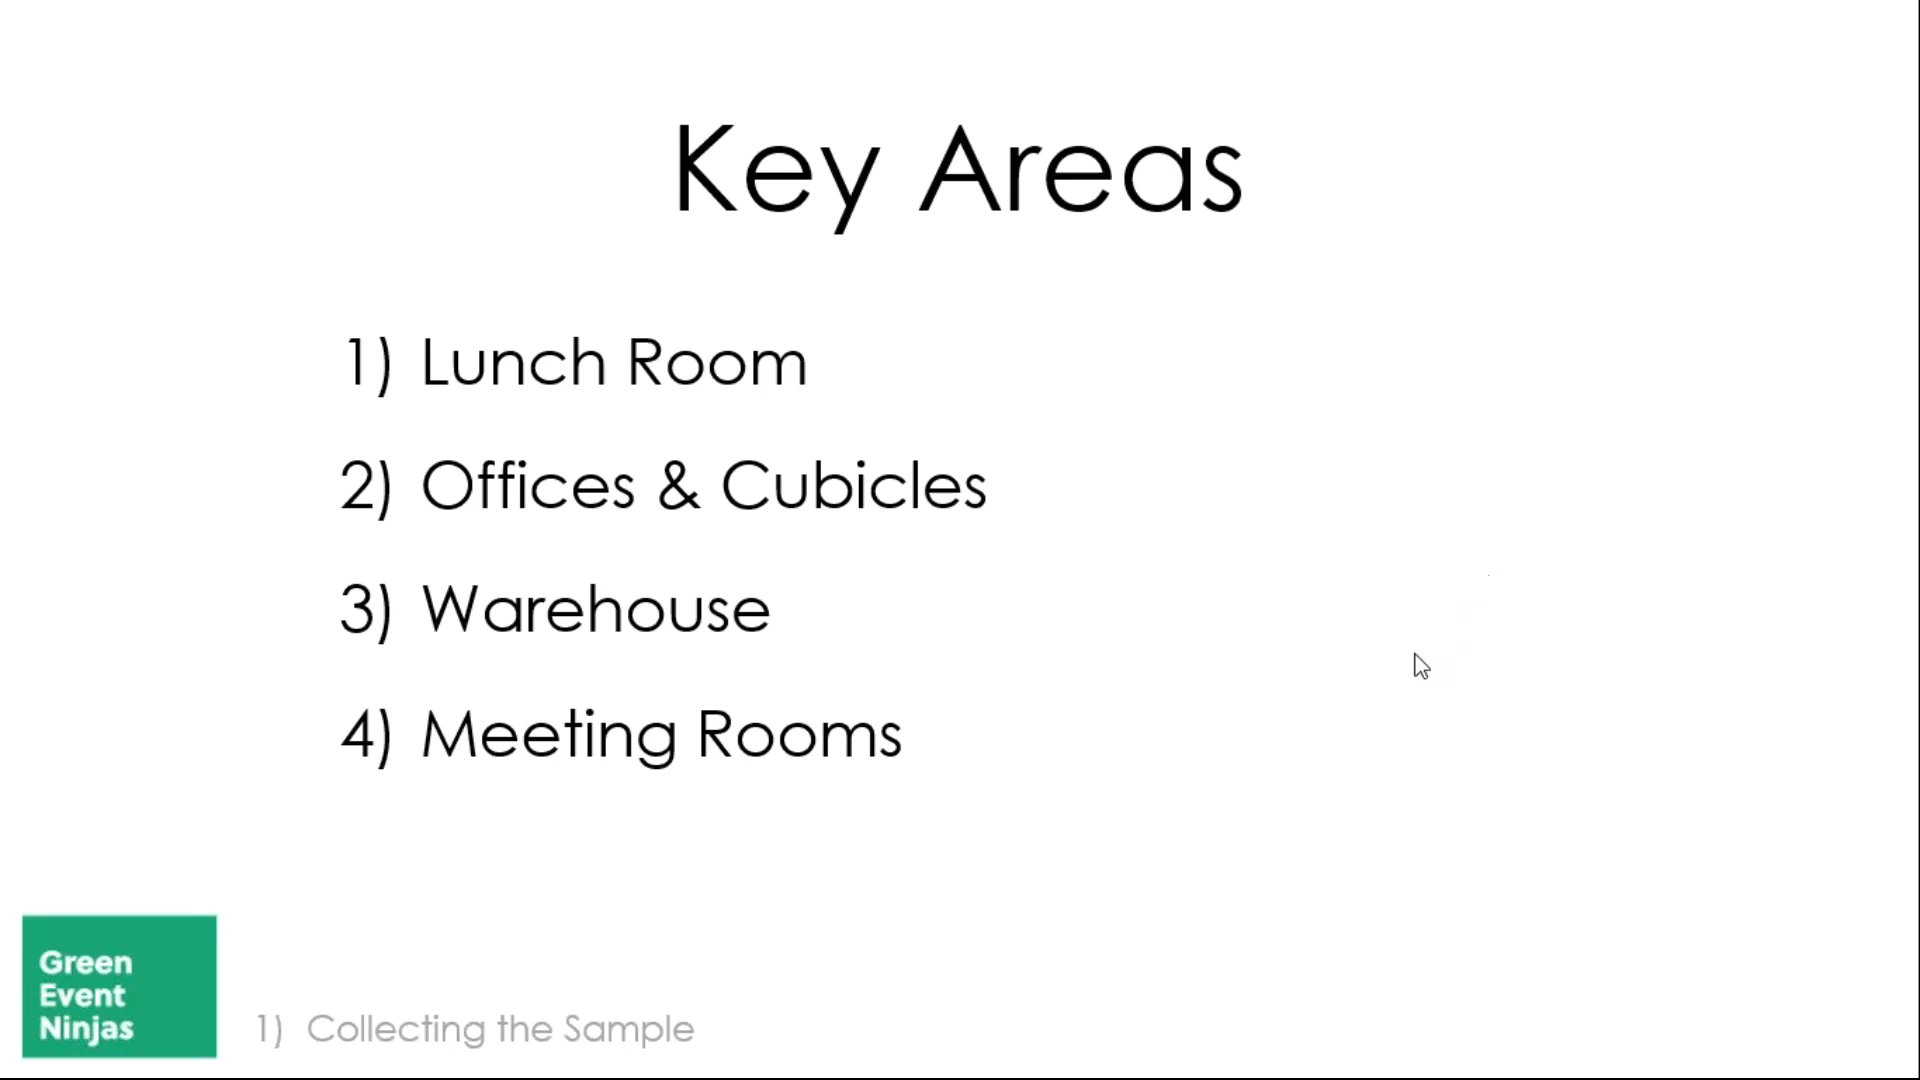 Key Areas
1) Lunch Room
2) Offices & Cubicles
3) Warehouse
4) Meeting Rooms
Green
Event
Ninjas
1) Collecting the Sample